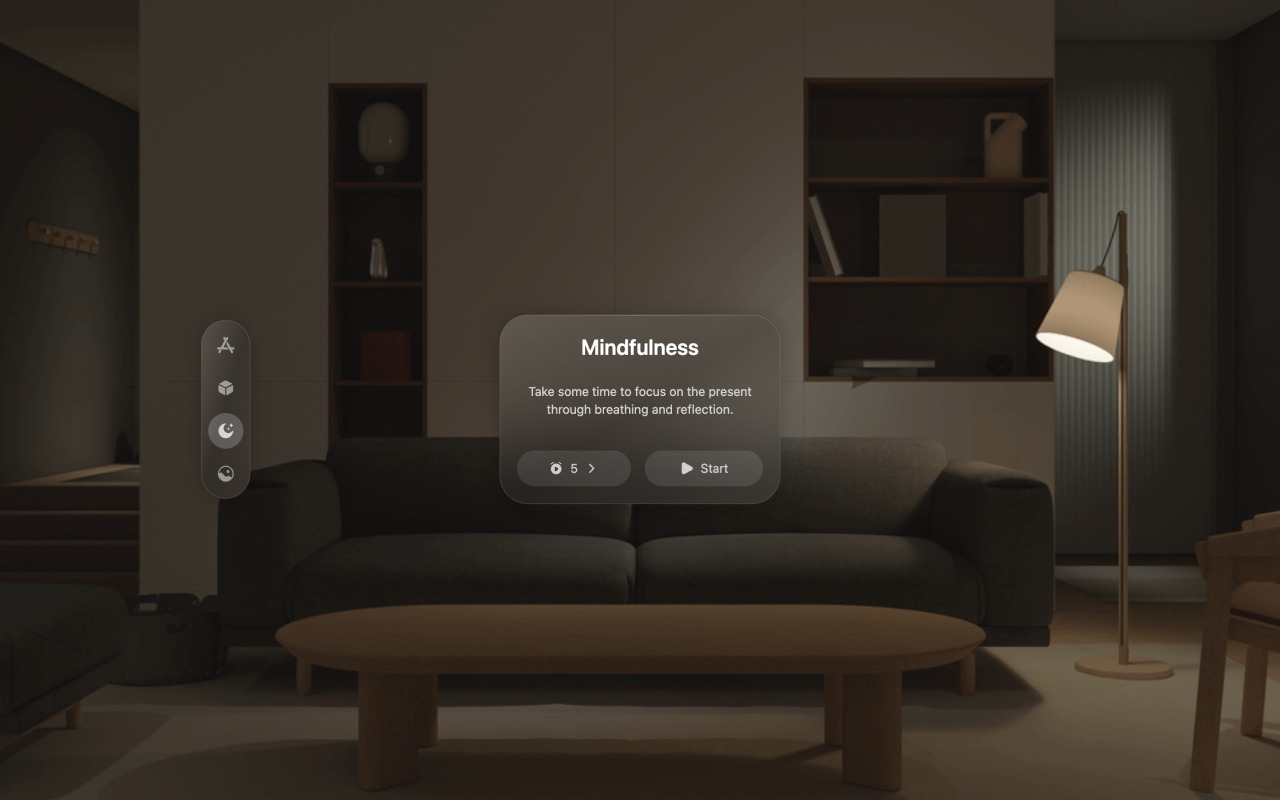 Mindfulness
Take some time to focus on the present
through breathing and reflection.
5
Start